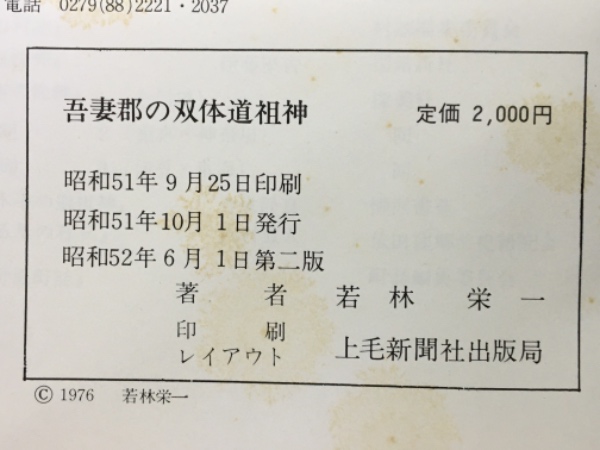 電話 0279(88)2221・2037
吾妻郡の双体道祖神 定価 2,000円
昭和51年9月25日印刷
昭和51年10月1日発行
昭和52年6月1日第二版
著者 若林栄一
印刷
レイアウト 上毛新聞社出版局
© 1976 若林栄一